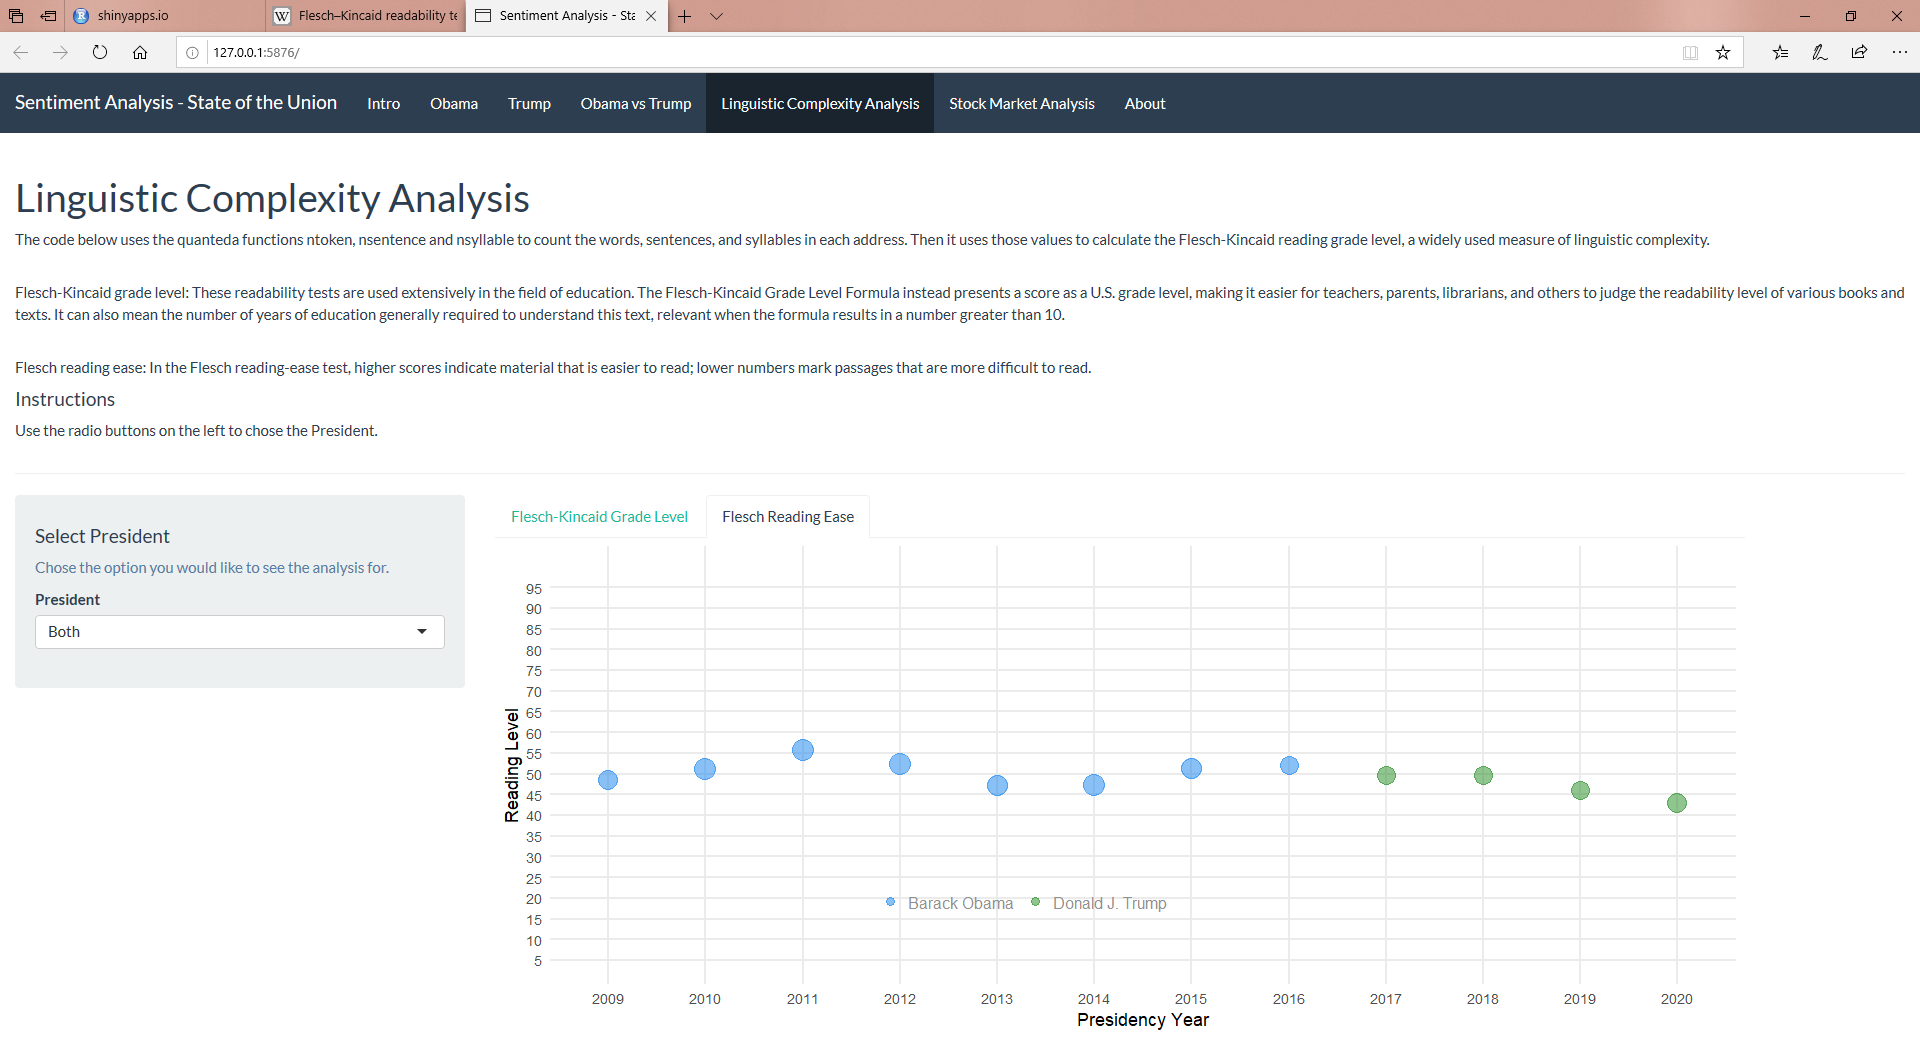 shinyapps.io
Flesch–Kincaid readability te
Sentiment Analysis - Sta
127.0.0.1:5876/
Sentiment Analysis - State of the Union Intro Obama Trump Obama vs Trump Linguistic Complexity Analysis Stock Market Analysis About
Linguistic Complexity Analysis
The code below uses the quanteda functions ntoken, nsentence and nsyllable to count the words, sentences, and syllables in each address. Then it uses those values to calculate the Flesch-Kincaid reading grade level, a widely used measure of linguistic complexity.
Flesch-Kincaid grade level: These readability tests are used extensively in the field of education. The Flesch-Kincaid Grade Level Formula instead presents a score as a U.S. grade level, making it easier for teachers, parents, librarians, and others to judge the readability level of various books and
texts. It can also mean the number of years of education generally required to understand this text, relevant when the formula results in a number greater than 10.
Flesch reading ease: In the Flesch reading-ease test, higher scores indicate material that is easier to read; lower numbers mark passages that are more difficult to read.
Instructions
Use the radio buttons on the left to chose the President.
Select President
Chose the option you would like to see the analysis for.
President
Both
Flesch-Kincaid Grade Level Flesch Reading Ease
95
90
85
80
75
70
65
60
55
50
45
40
35
30
25
20
15
10
5
Reading Level
Barack Obama Donald J. Trump
2009 2010 2011 2012 2013 2014 2015 2016 2017 2018 2019 2020
Presidency Year